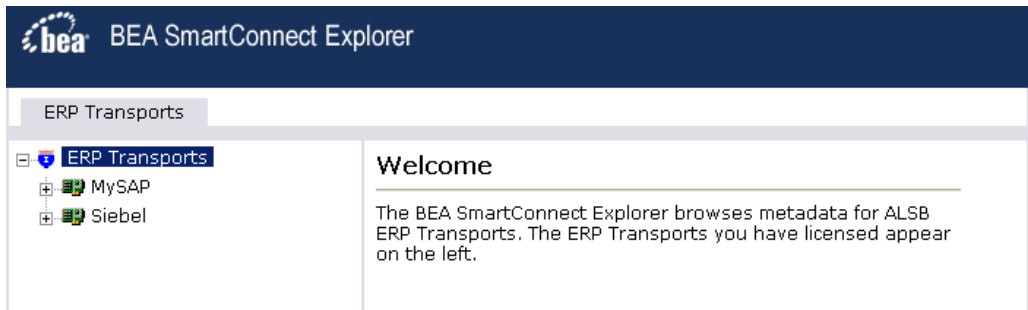 bea BEA SmartConnect Explorer
ERP Transports
ERP Transports
MySAP
Siebel
Welcome
The BEA SmartConnect Explorer browses metadata for ALSB
ERP Transports. The ERP Transports you have licensed appear
on the left.